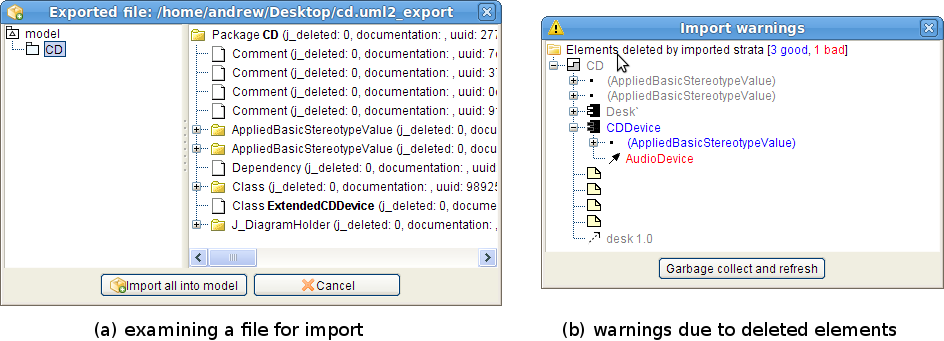 Exported file: /home/andrew/Desktop/cd.uml2_export
model
CD
Package CD (j_deleted: 0, documentation: , uuid: 277
Comment (j_deleted: 0, documentation: , uuid: 7
Comment (j_deleted: 0, documentation: , uuid: 37
Comment (j_deleted: 0, documentation: , uuid: 0
Comment (j_deleted: 0, documentation: , uuid: 9
AppliedBasicStereotypeValue (j_deleted: 0, docu
AppliedBasicStereotypeValue (j_deleted: 0, docu
Dependency (j_deleted: 0, documentation: , uuid
Class (j_deleted: 0, documentation: , uuid: 9892
Class ExtendedCDDevice (j_deleted: 0, docume
J_DiagramHolder (j_deleted: 0, documentation: ,
Import all into model
Cancel
(a) examining a file for import
Import warnings
Elements deleted by imported strata [3 good, 1 bad]
CD
(AppliedBasicStereotypeValue)
(AppliedBasicStereotypeValue)
Desk`
CDDevice
(AppliedBasicStereotypeValue)
AudioDevice
desk 1.0
Garbage collect and refresh
(b) warnings due to deleted elements